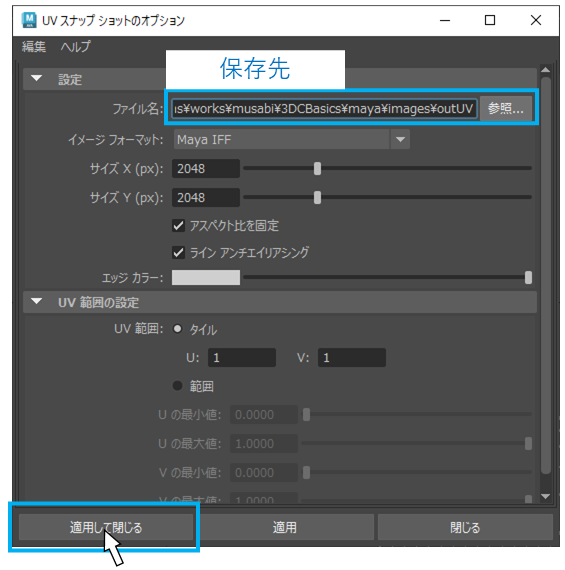 UV スナップ ショットのオプション
編集 ヘルプ
保存先
設定
ファイル名: ns¥works¥musabi¥3DCBasics¥maya¥images¥outUV 参照...
イメージ フォーマット: Maya IFF
サイズ X (px): 2048
サイズ Y (px): 2048
アスペクト比を固定
ライン アンチエイリアシング
エッジ カラー:
UV 範囲の設定
UV 範囲: タイル
U: 1 V: 1
範囲
U の最小値: 0.0000
U の最大値: 1.0000
V の最小値: 0.0000
V の最大値: 1.0000
適用して閉じる 適用 閉じる